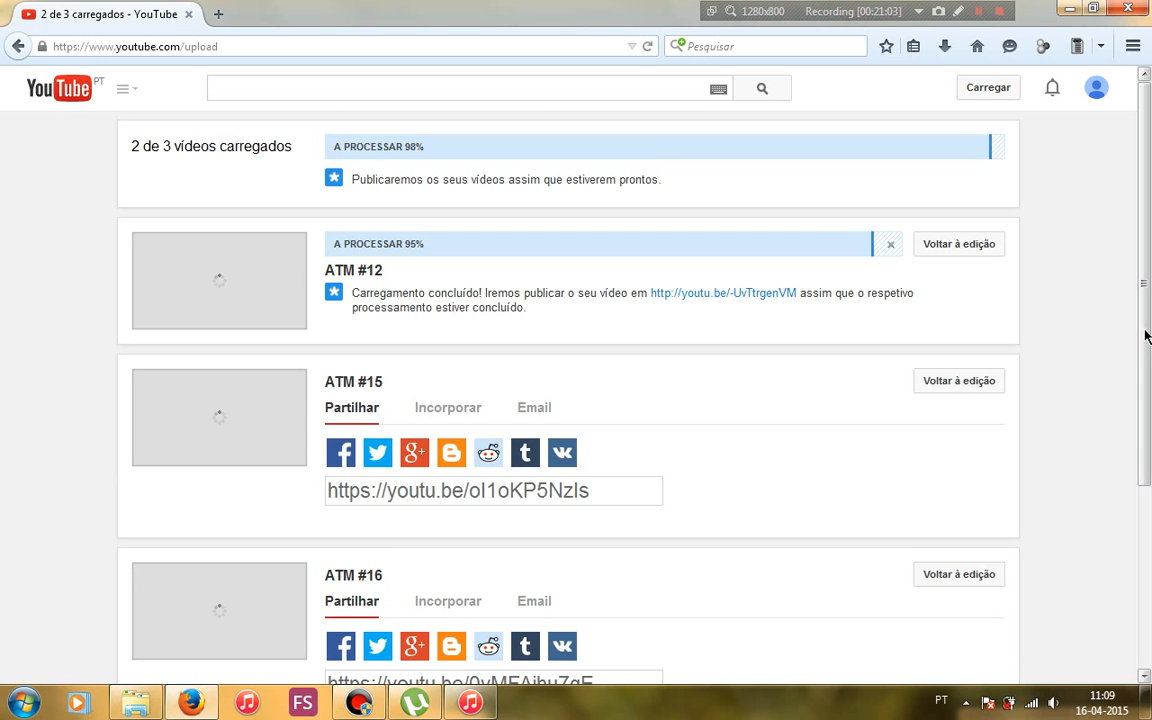 2 de 3 carregados - YouTube
1280x800
Recording [00:21:03]
https://www.youtube.com/upload
Pesquisar
YouTube PT
Carregar
2 de 3 vídeos carregados
A PROCESSAR 98%
Publicaremos os seus vídeos assim que estiverem prontos.
A PROCESSAR 95%
Voltar à edição
ATM #12
Carregamento concluído! Iremos publicar o seu vídeo em http://youtu.be/-UvTtrgenVM assim que o respetivo
processamento estiver concluído.
ATM #15
Voltar à edição
Partilhar Incorporar Email
https://youtu.be/oI1oKP5NzIs
ATM #16
Voltar à edição
Partilhar Incorporar Email
FS
PT
11:09
16-04-2015